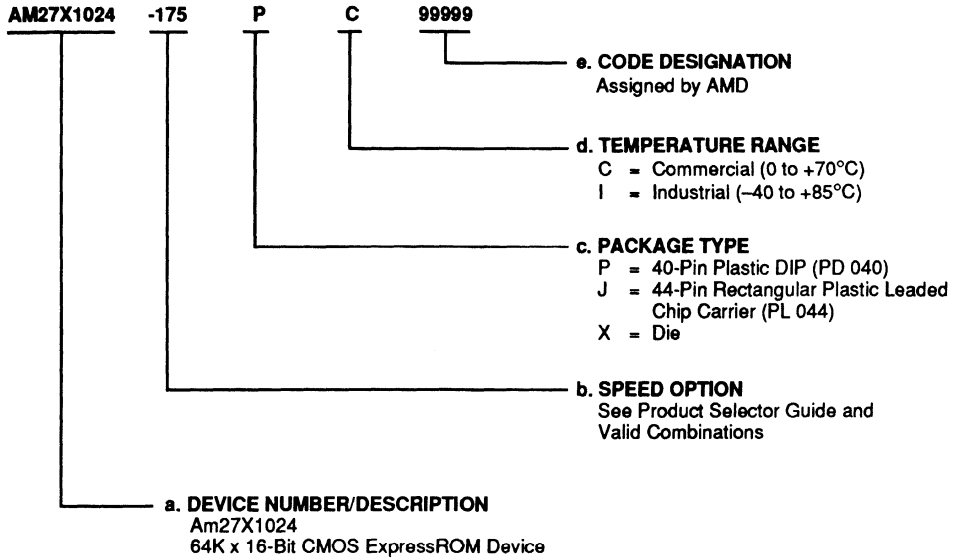 AM27X1024 -175 P C 99999
e. CODE DESIGNATION
Assigned by AMD
d. TEMPERATURE RANGE
C = Commercial (0 to +70°C)
I = Industrial (–40 to +85°C)
c. PACKAGE TYPE
P = 40-Pin Plastic DIP (PD 040)
J = 44-Pin Rectangular Plastic Leaded
Chip Carrier (PL 044)
X = Die
b. SPEED OPTION
See Product Selector Guide and
Valid Combinations
a. DEVICE NUMBER/DESCRIPTION
Am27X1024
64K x 16-Bit CMOS ExpressROM Device